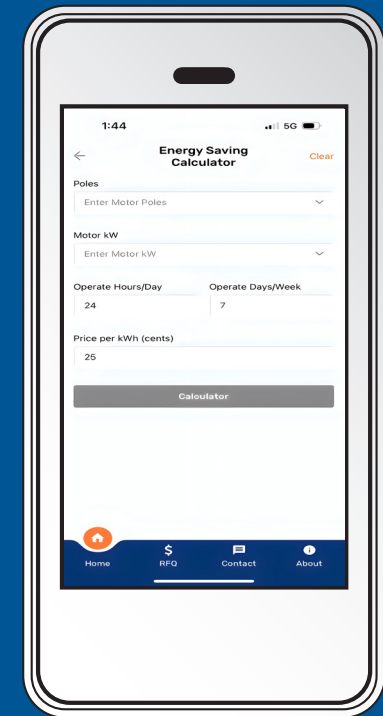 1:44 5G
Energy Saving
Calculator
Clear
Poles
Enter Motor Poles
Motor kW
Enter Motor kW
Operate Hours/Day Operate Days/Week
24 7
Price per kWh (cents)
25
Calculator
$
Home RFQ Contact About